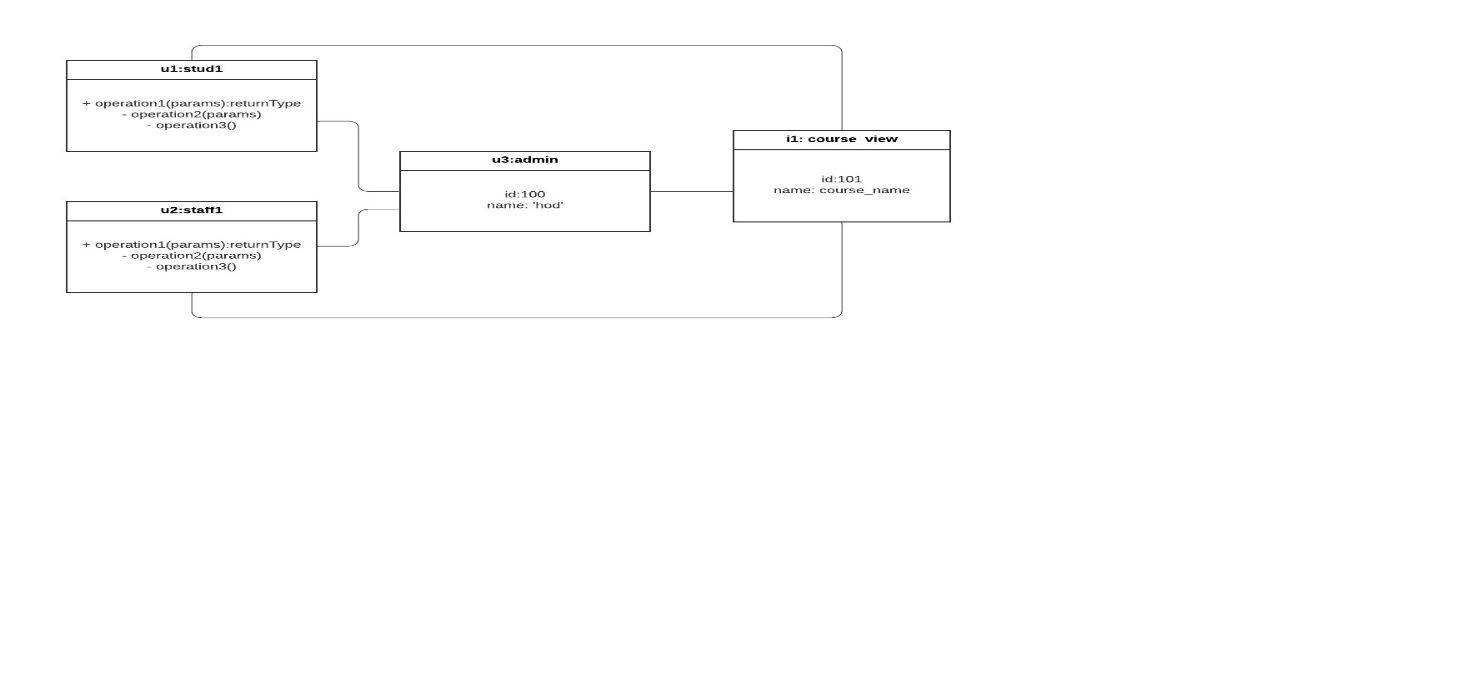 u1:stud1
+ operation1(params):returnType
- operation2(params)
- operation3()
u2:staff1
+ operation1(params):returnType
- operation2(params)
- operation3()
u3:admin
id:100
name: 'hod'
i1: course view
id:101
name: course_name